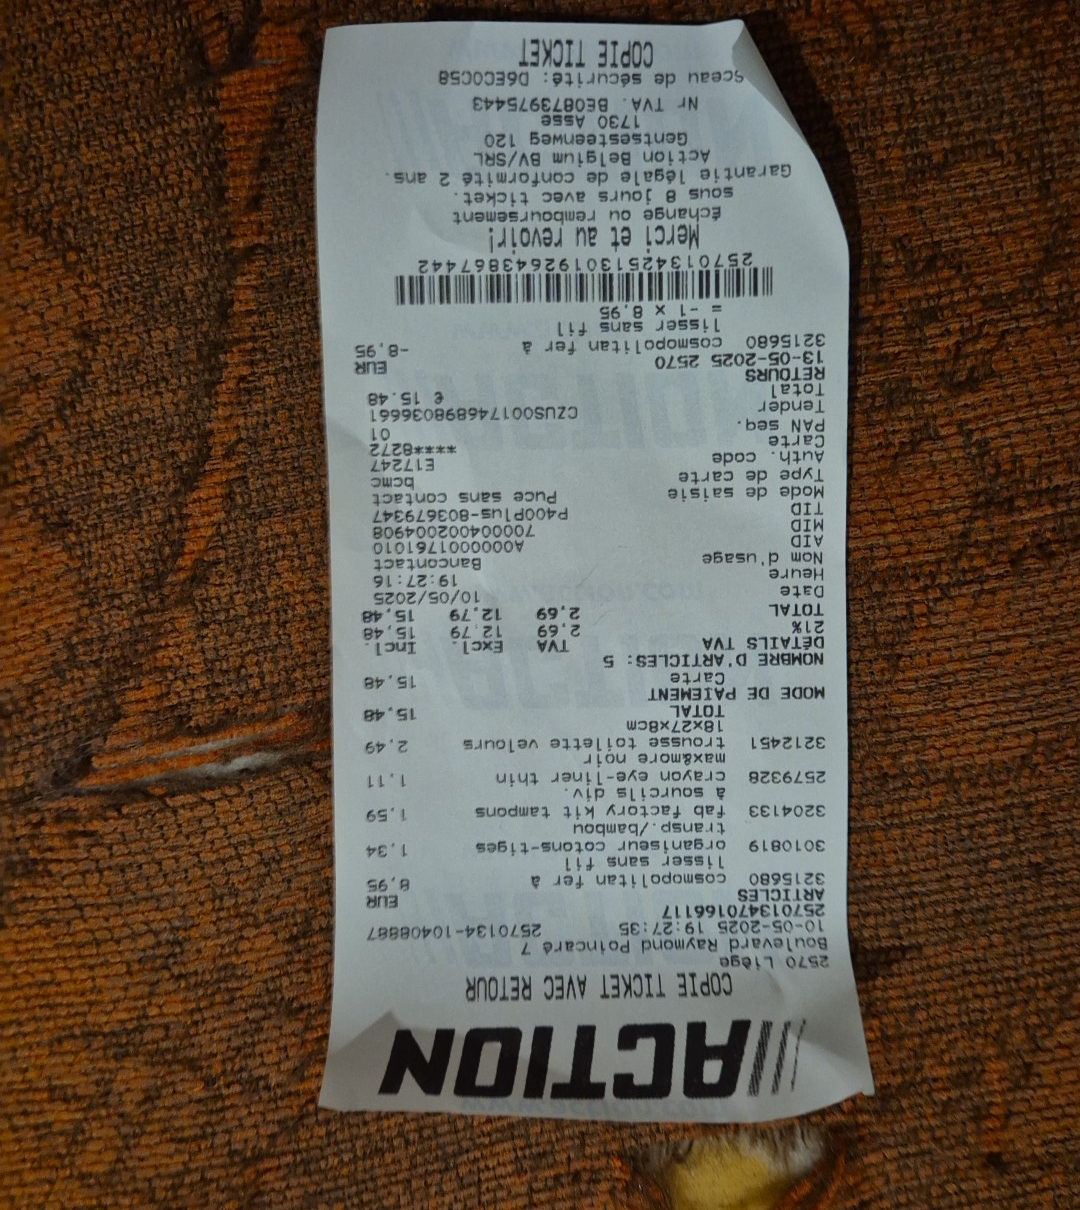 ACTION
COPIE TICKET AVEC RETOUR
2570 Liège
Boulevard Raymond Poincaré 7
10-05-2025 19:27:35 2570134-10408887
2570134701661​17
ARTICLES EUR
3215680 cosmopolitan fer à 8,95
lisser sans fil
3010819 organiseur cotons-tiges 1,34
transp./bambou
3204133 fab factory kit tampons 1,59
à sourcils div.
2579328 crayon eye-liner thin 1,11
max&more noir
3212451 trousse toilette velours 2,49
18x27x8cm
TOTAL 15,48
MODE DE PAIEMENT
Carte 15,48
NOMBRE D'ARTICLES: 5
DÉTAILS TVA TVA Excl. Incl.
21% 2,69 12,79 15,48
TOTAL 2,69 12,79 15,48
Date 10/05/2025
Heure 19:27:16
Nom d'usage Bancontact
AID A0000001761010
MID 700004002004908
TID P400Plus-803679347
Mode de saisie Puce sans contact
Type de carte bcmc
Auth. code E17247
Carte ****8272
PAN seq. 01
Tender CZUS001746898036661
Total € 15.48
RETOURS EUR
13-05-2025 2570
3215680 cosmopolitan fer à -8,95
lisser sans fil
= -1 x 8,95
2570134251301926438674​42
Merci et au revoir!
Échange ou remboursement
sous 8 jours avec ticket.
Garantie légale de conformité 2 ans.
Action Belgium BV/SRL
Gentsesteenweg 120
1730 Asse
Nr TVA. BE0873975443
Sceau de sécurité: D6EC0C58
COPIE TICKET